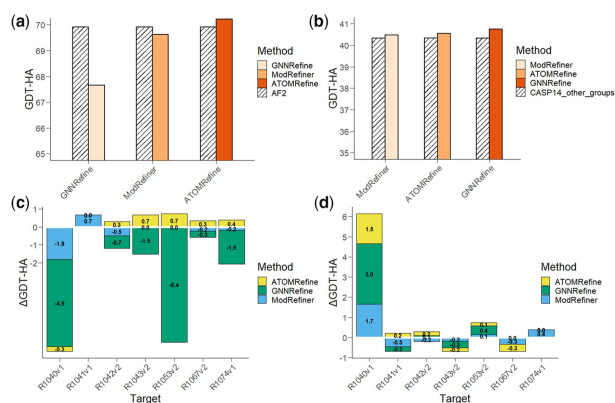 (a)
GDT-HA
70
69
68
67
66
65
GNNRefine
ModRefiner
ATOMRefine
Method
GNNRefine
ModRefiner
ATOMRefine
AF2
(b)
GDT-HA
41
40
39
38
37
36
35
ModRefiner
ATOMRefine
GNNRefine
Method
ModRefiner
ATOMRefine
GNNRefine
CASP14_other_groups
(c)
ΔGDT-HA
1
0
-1
-2
-1.8
-4.9
-0.3
0.0
0.7
0.3
-0.5
-0.7
0.7
0.0
-1.5
0.7
0.0
-6.4
0.3
-0.2
-0.3
0.4
-0.2
-1.9
R1040v1
R1041v1
R1042v2
R1043v2
R1053v2
R1067v2
R1074v1
Target
Method
ATOMRefine
GNNRefine
ModRefiner
(d)
ΔGDT-HA
6
5
4
3
2
1
0
-1
1.5
3.0
1.7
0.2
-0.5
-0.2
0.2
-0.2
-0.2
-0.3
-0.2
0.1
0.4
0.1
0.0
-0.3
-0.3
0.0
0.4
R1040v1
R1041v2
R1042v2
R1043v2
R1053v2
R1067v2
R1074v1
Target
Method
ATOMRefine
GNNRefine
ModRefiner